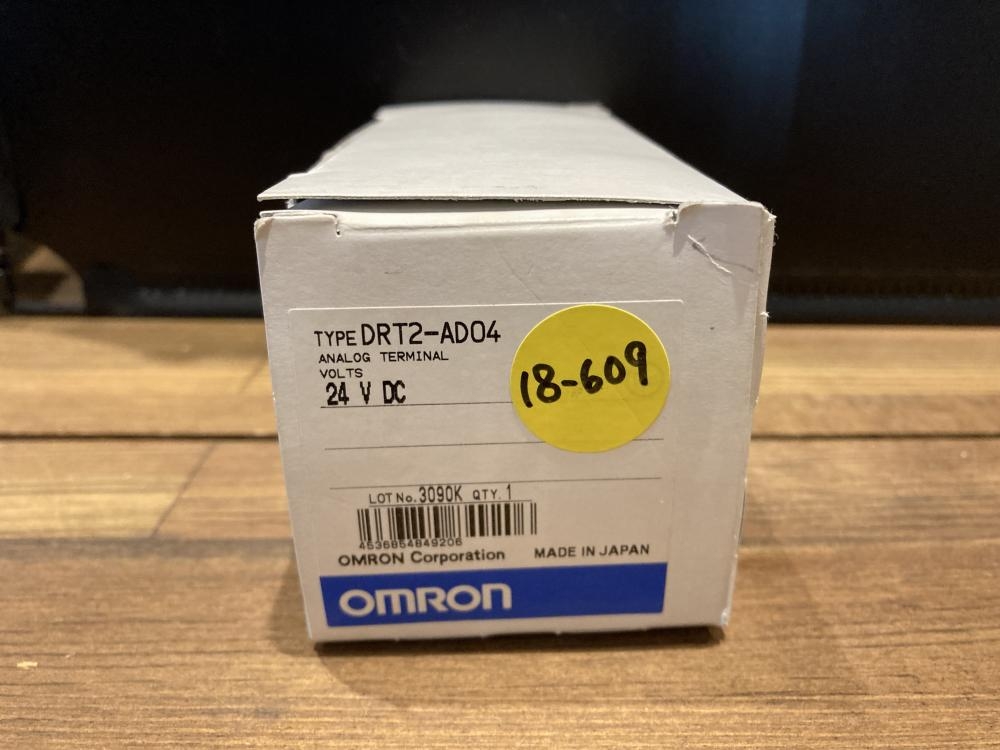 TYPE DRT2-AD04
ANALOG TERMINAL
VOLTS
24 V DC
18-609
LOT No. 3090K QTY. 1
4536854849206
OMRON Corporation MADE IN JAPAN
OMRON